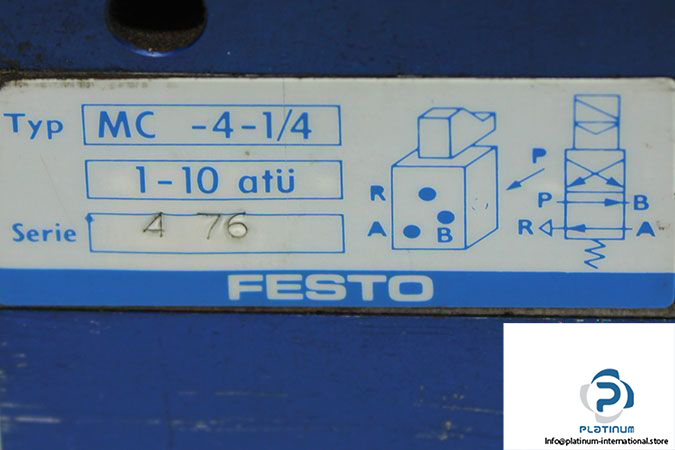 Typ MC -4-1/4
1-10 atü
Serie 4 76
P
R
A
B
P B
R A
FESTO
P
PLATINUM
Info@platinum-international.store